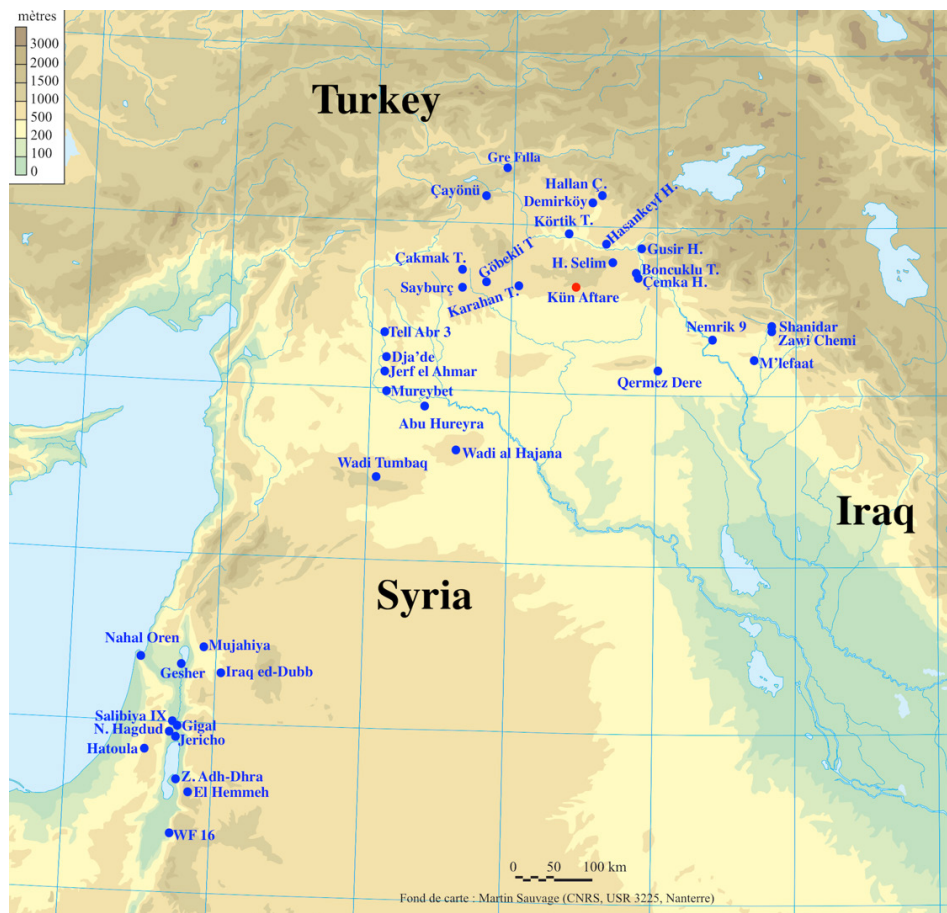 mètres
3000
2000
1500
1000
500
200
100
0
Turkey
Gre Fılla
Çayönü
Hallan Ç.
Demirköy
Hasankeyf H.
Körtik T.
Gusir H.
Göbekli T
Çakmak T.
H. Selim
Boncuklu T.
Sayburç
Karahan T.
Çemka H.
Kün Aftare
Tell Abr 3
Nemrik 9
Shanidar
Zawi Chemi
Dja'de
M'lefaat
Jerf el Ahmar
Qermez Dere
Mureybet
Abu Hureyra
Wadi al Hajana
Wadi Tumbaq
Iraq
Syria
Nahal Oren
Mujahiya
Gesher
Iraq ed-Dubb
Salibiya IX
Gigal
N. Hagdud
Jericho
Hatoula
Z. Adh-Dhra
El Hemmeh
WF 16
0 50 100 km
Fond de carte : Martin Sauvage (CNRS, USR 3225, Nanterre)